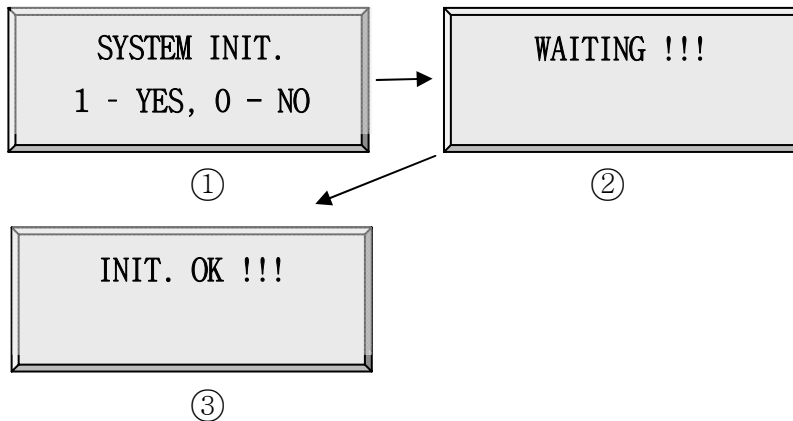 SYSTEM INIT.
1 - YES, 0 - NO
①
WAITING !!!
②
INIT. OK !!!
③